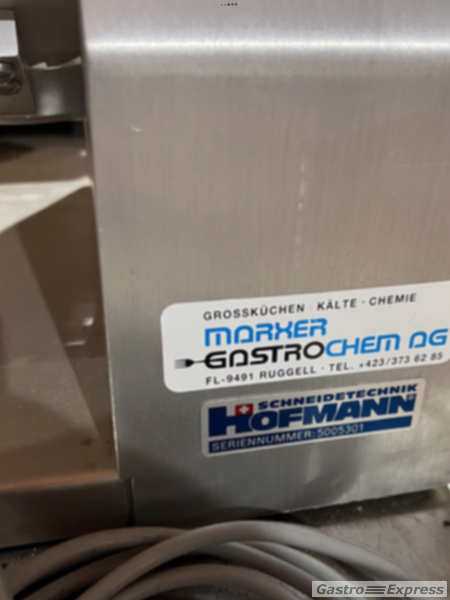 GROSSKÜCHEN KÄLTE · CHEMIE
MARXER
GASTROCHEM AG
FL-9491 RUGGELL · TEL. +423/373 62 85
SCHNEIDETECHNIK
HOFMANN
SERIENNUMMER: 5005301
Gastro Express